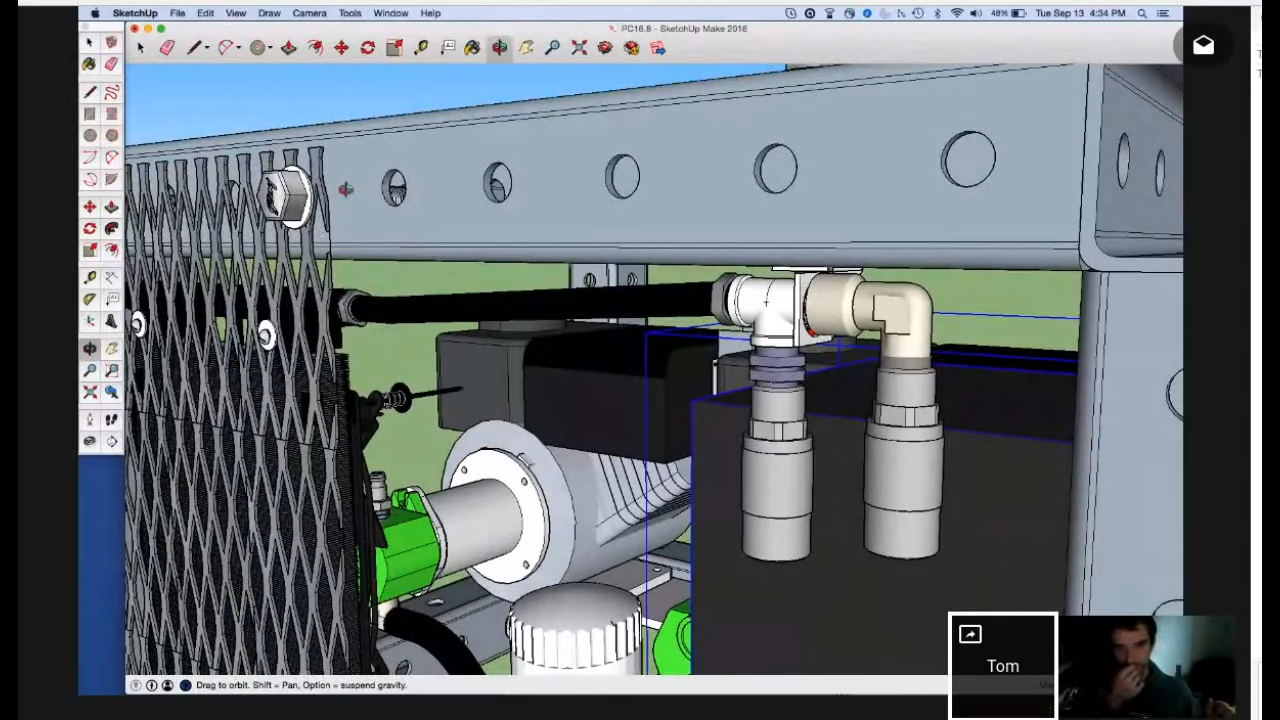 SketchUp File Edit View Draw Camera Tools Window Help
48% Tue Sep 13 4:34 PM
PC16.8 - SketchUp Make 2016
Drag to orbit. Shift = Pan, Option = suspend gravity.
Tom